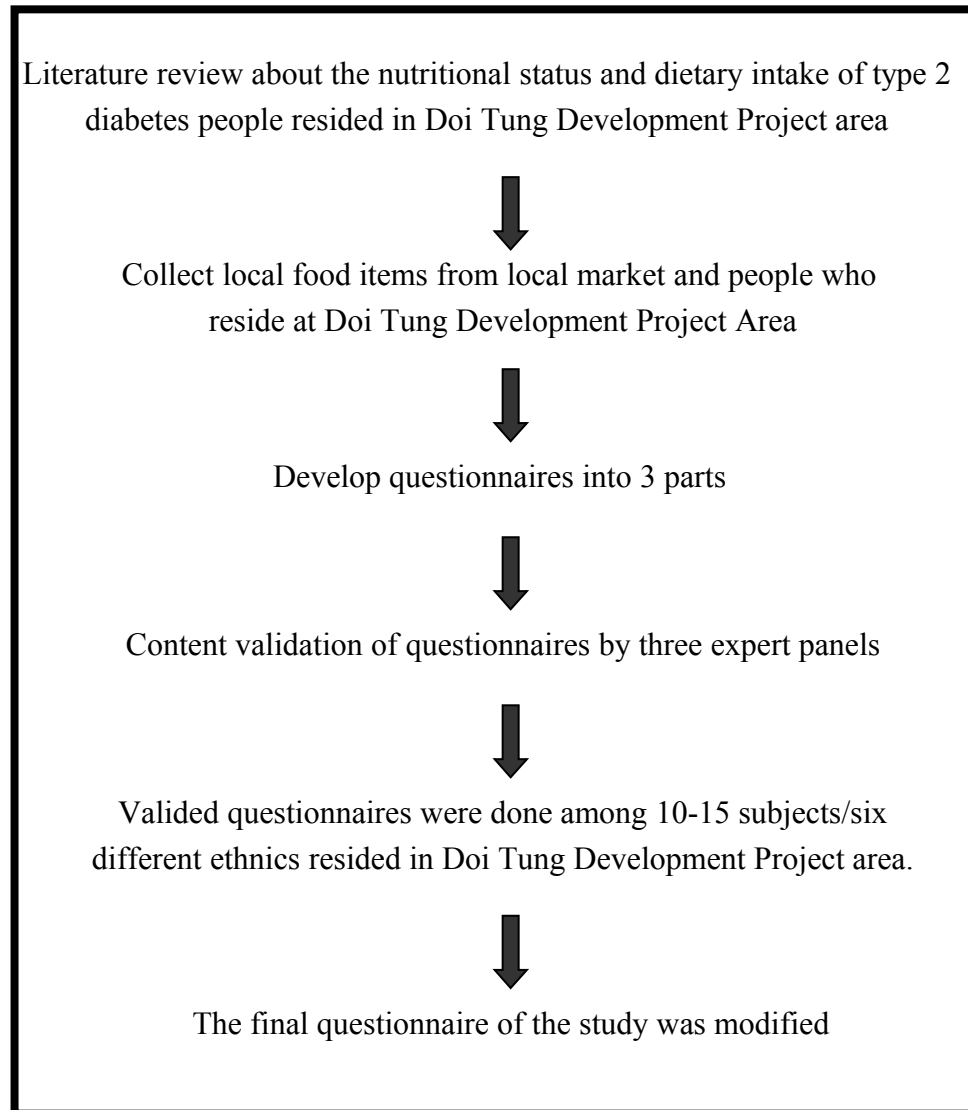 Literature review about the nutritional status and dietary intake of type 2
diabetes people resided in Doi Tung Development Project area
Collect local food items from local market and people who
reside at Doi Tung Development Project Area
Develop questionnaires into 3 parts
Content validation of questionnaires by three expert panels
Valided questionnaires were done among 10-15 subjects/six
different ethnics resided in Doi Tung Development Project area.
The final questionnaire of the study was modified